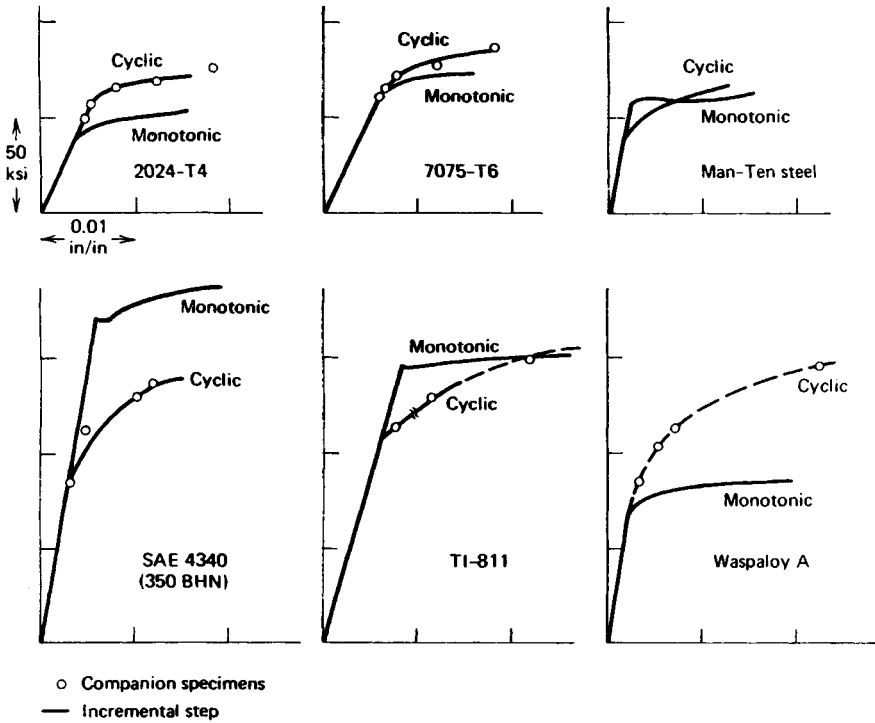 Cyclic
Monotonic
2024-T4
50
ksi
0.01
in/in
Cyclic
Monotonic
7075-T6
Cyclic
Monotonic
Man-Ten steel
Monotonic
Cyclic
SAE 4340
(350 BHN)
Monotonic
Cyclic
TI-811
Cyclic
Monotonic
Waspaloy A
Companion specimens
Incremental step